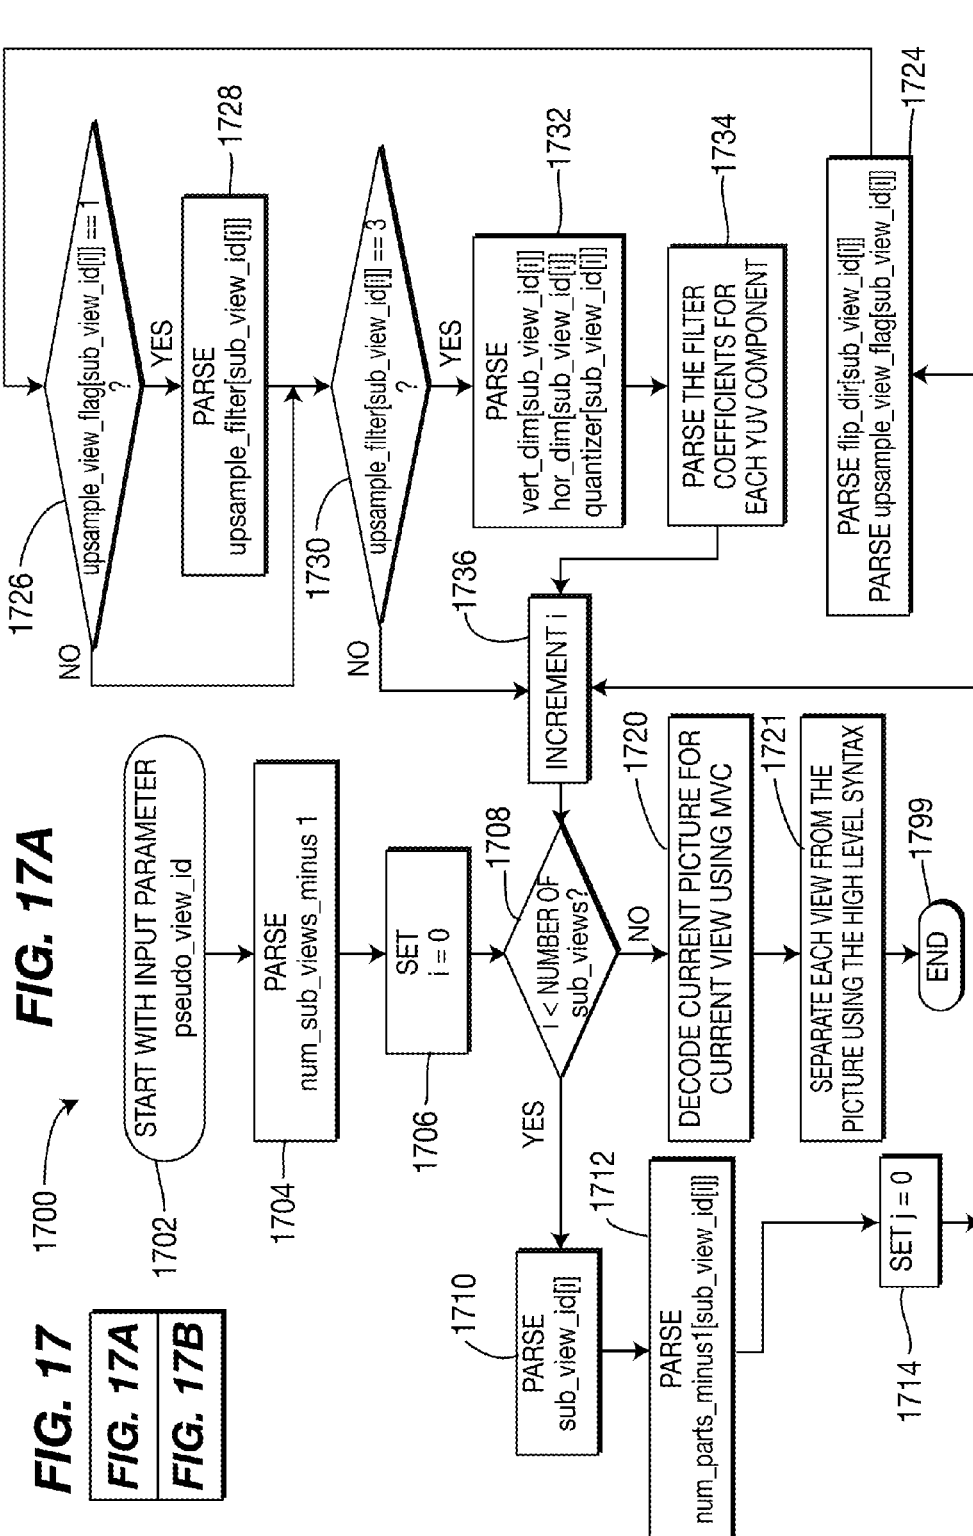 FIG. 17
FIG. 17A
FIG. 17B
FIG. 17A
1700
1702
START WITH INPUT PARAMETER
pseudo_view_id
1704
PARSE
num_sub_views_minus 1
1706
SET
i = 0
1708
i < NUMBER OF
sub_views?
YES
NO
1710
PARSE
sub_view_id[i]
1712
PARSE
num_parts_minus1[sub_view_id[i]]
1714
SET j = 0
1720
DECODE CURRENT PICTURE FOR
CURRENT VIEW USING MVC
1721
SEPARATE EACH VIEW FROM THE
PICTURE USING THE HIGH LEVEL SYNTAX
END
1799
1724
PARSE flip_dir[sub_view_id[i]]
PARSE upsample_view_flag[sub_view_id[i]]
1726
upsample_view_flag[sub_view_id[i]] == 1
?
NO
YES
1728
PARSE
upsample_filter[sub_view_id[i]]
1730
upsample_filter[sub_view_id[i]] == 3
?
NO
YES
1732
PARSE
vert_dim[sub_view_id[i]]
hor_dim[sub_view_id[i]]
quantizer[sub_view_id[i]]
1734
PARSE THE FILTER
COEFFICIENTS FOR
EACH YUV COMPONENT
1736
INCREMENT i